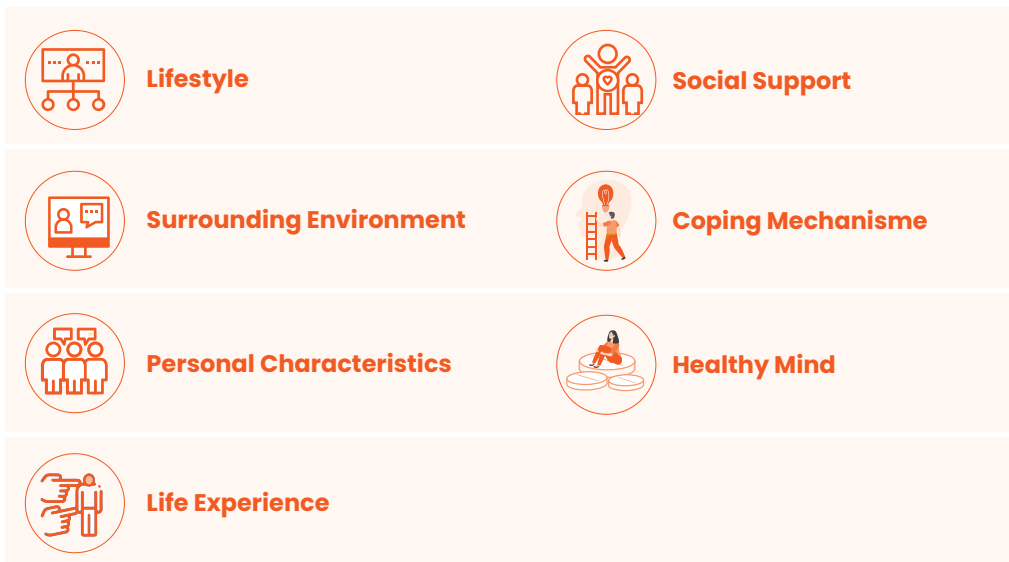 Lifestyle
Social Support
Surrounding Environment
Coping Mechanisme
Personal Characteristics
Healthy Mind
Life Experience